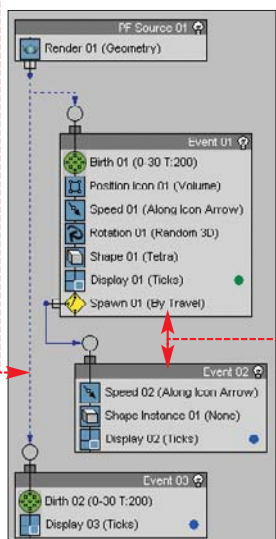 PF Source 01
Render 01 (Geometry)
Event 01
Birth 01 (0-30 T:200)
Position Icon 01 (Volume)
Speed 01 (Along Icon Arrow)
Rotation 01 (Random 3D)
Shape 01 (Tetra)
Display 01 (Ticks)
Spawn 01 (By Travel)
Event 02
Speed 02 (Along Icon Arrow)
Shape Instance 01 (None)
Display 02 (Ticks)
Event 03
Birth 02 (0-30 T:200)
Display 03 (Ticks)